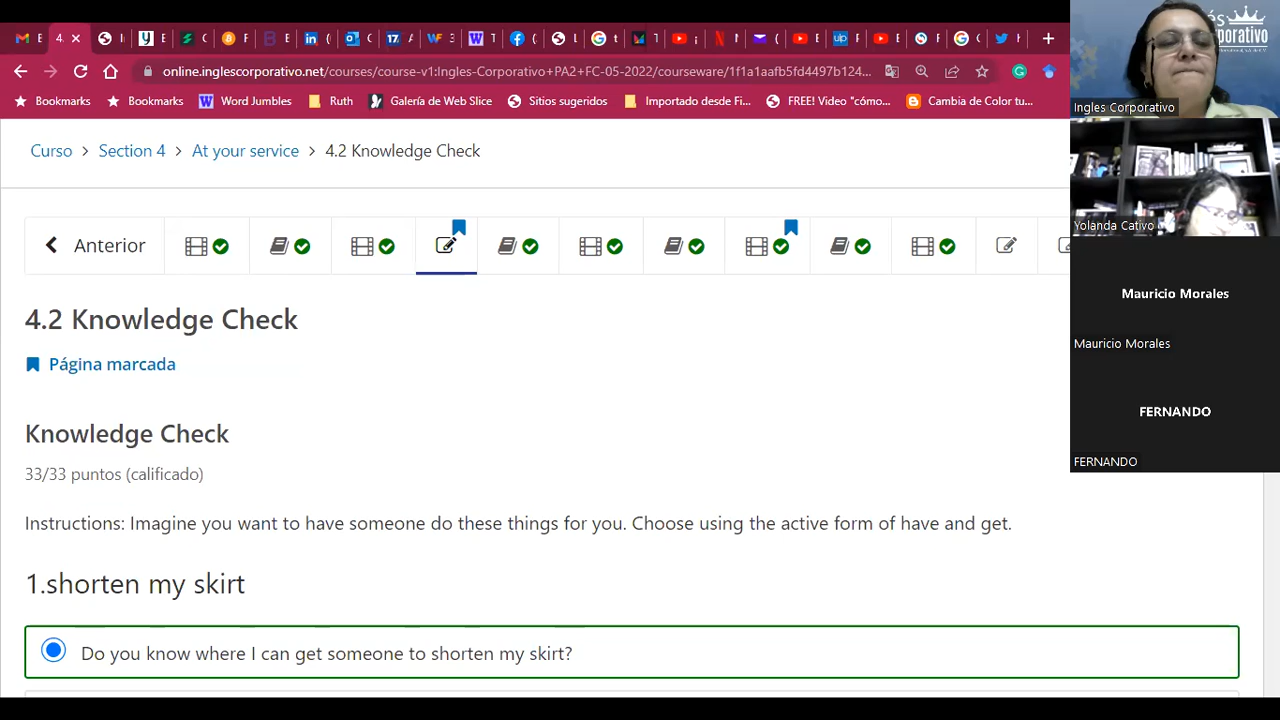 online.inglescorporativo.net/courses/course-v1:Ingles-Corporativo+PA2+FC-05-2022/courseware/1f1a1aafb5fd4497b124...
Bookmarks Bookmarks Word Jumbles Ruth Galería de Web Slice Sitios sugeridos Importado desde Fi... FREE! Video "cómo... Cambia de Color tu...
Curso > Section 4 > At your service > 4.2 Knowledge Check
Anterior
4.2 Knowledge Check
Página marcada
Knowledge Check
33/33 puntos (calificado)
Instructions: Imagine you want to have someone do these things for you. Choose using the active form of have and get.
1.shorten my skirt
Do you know where I can get someone to shorten my skirt?
Ingles Corporativo
Yolanda Cativo
Mauricio Morales
Mauricio Morales
FERNANDO
FERNANDO